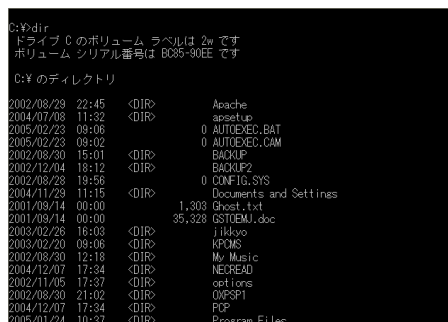 C:¥>dir
ドライブ C のボリューム ラベルは 2w です
ボリューム シリアル番号は BC85-90EE です
C:¥ のディレクトリ
2002/08/29 22:45 <DIR> Apache
2004/07/08 11:32 <DIR> apsetup
2005/02/23 09:06 0 AUTOEXEC.BAT
2005/02/23 09:02 0 AUTOEXEC.CAM
2002/08/30 15:01 <DIR> BACKUP
2002/12/04 18:12 <DIR> BACKUP2
2002/08/28 19:56 0 CONFIG.SYS
2004/11/29 11:15 <DIR> Documents and Settings
2001/09/14 00:00 1,303 Ghost.txt
2001/09/14 00:00 35,328 GSTOEMJ.doc
2003/02/26 16:03 <DIR> jikkyo
2003/02/20 09:06 <DIR> KPCMS
2002/08/30 12:18 <DIR> My Music
2004/12/07 17:34 <DIR> NECREAD
2002/11/05 17:37 <DIR> options
2002/08/30 21:02 <DIR> OXPSP1
2004/12/07 17:34 <DIR> PCP
2005/01/24 10:37 <DIR> Program Files